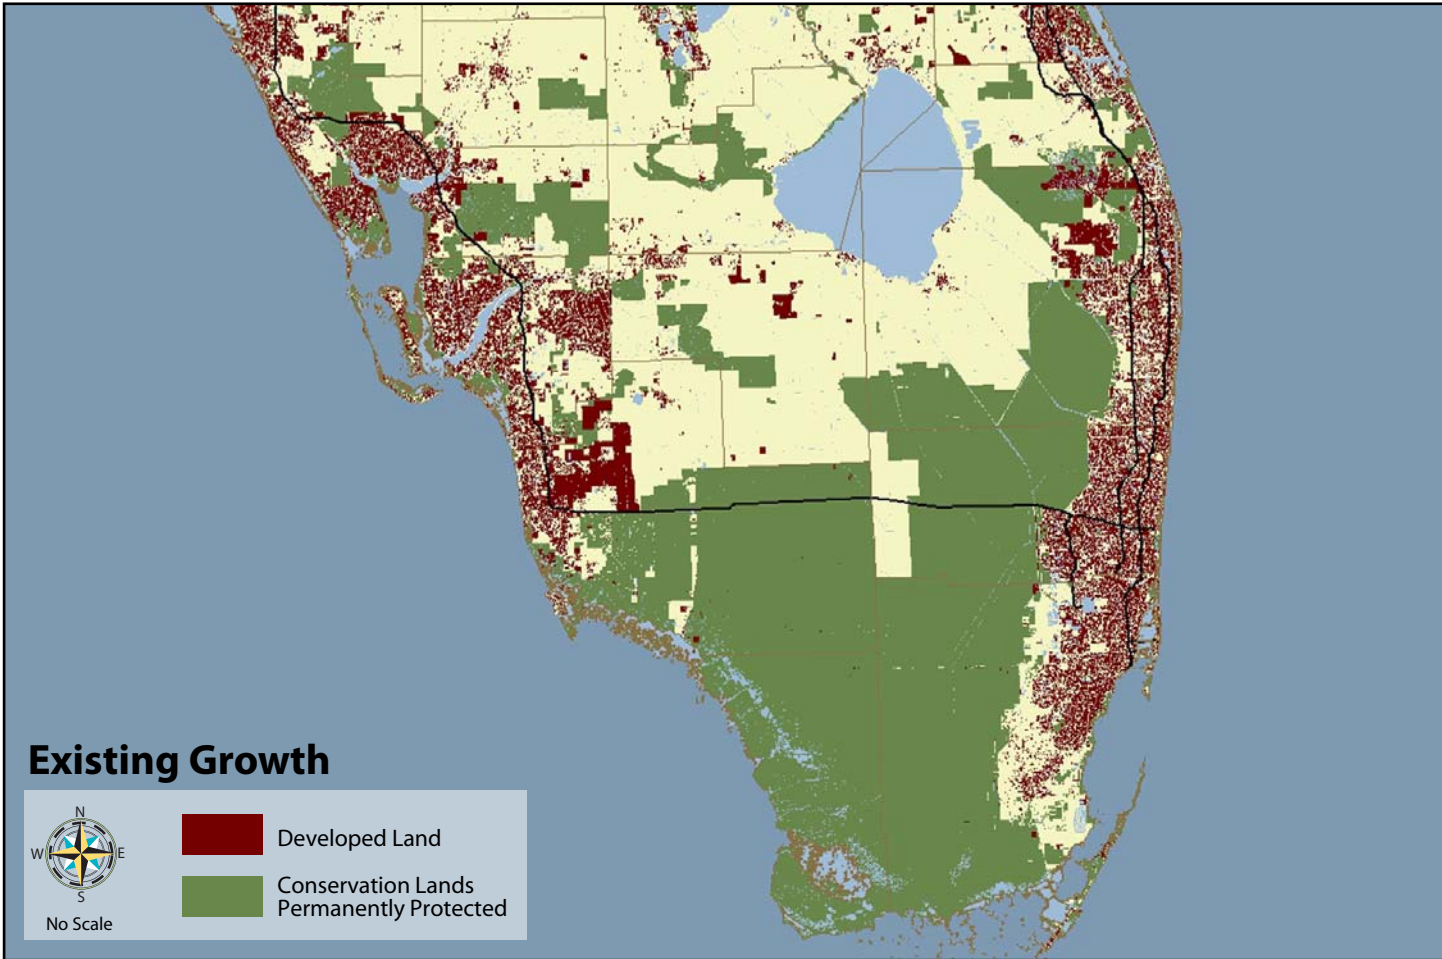 Existing Growth
N
W
E
S
No Scale
Developed Land
Conservation Lands
Permanently Protected